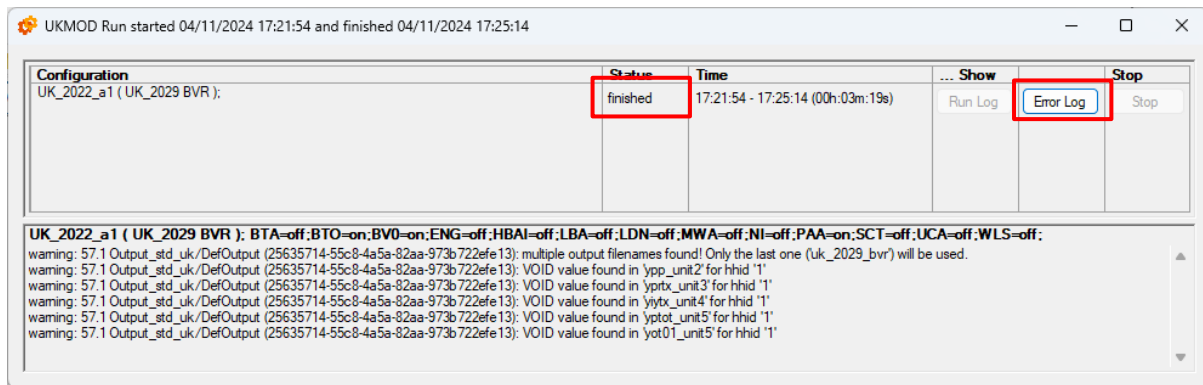 UKMOD Run started 04/11/2024 17:21:54 and finished 04/11/2024 17:25:14
Configuration Status Time ... Show Stop
UK_2022_a1 ( UK_2029 BVR ); finished 17:21:54 - 17:25:14 (00h:03m:19s) Run Log Error Log Stop
UK_2022_a1 ( UK_2029 BVR ); BTA=off;BTO=on;BV0=on;ENG=off;HBAI=off;LBA=off;LDN=off;MWA=off;NI=off;PAA=on;SCT=off;UCA=off;WLS=off;
warning: 57.1 Output_std_uk/DefOutput (25635714-55c8-4a5a-82aa-973b722efe13): multiple output filenames found! Only the last one ('uk_2029_bvr') will be used.
warning: 57.1 Output_std_uk/DefOutput (25635714-55c8-4a5a-82aa-973b722efe13): VOID value found in 'ypp_unit2' for hhid '1'
warning: 57.1 Output_std_uk/DefOutput (25635714-55c8-4a5a-82aa-973b722efe13): VOID value found in 'yprtx_unit3' for hhid '1'
warning: 57.1 Output_std_uk/DefOutput (25635714-55c8-4a5a-82aa-973b722efe13): VOID value found in 'yiytx_unit4' for hhid '1'
warning: 57.1 Output_std_uk/DefOutput (25635714-55c8-4a5a-82aa-973b722efe13): VOID value found in 'yptot_unit5' for hhid '1'
warning: 57.1 Output_std_uk/DefOutput (25635714-55c8-4a5a-82aa-973b722efe13): VOID value found in 'yot01_unit5' for hhid '1'